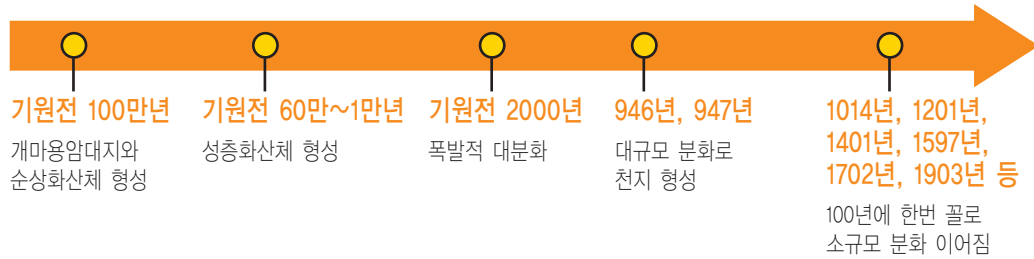 기원전 100만년
개마용암대지와
순상화산체 형성
기원전 60만~1만년
성층화산체 형성
기원전 2000년
폭발적 대분화
946년, 947년
대규모 분화로
천지 형성
1014년, 1201년,
1401년, 1597년,
1702년, 1903년 등
100년에 한번 꼴로
소규모 분화 이어짐